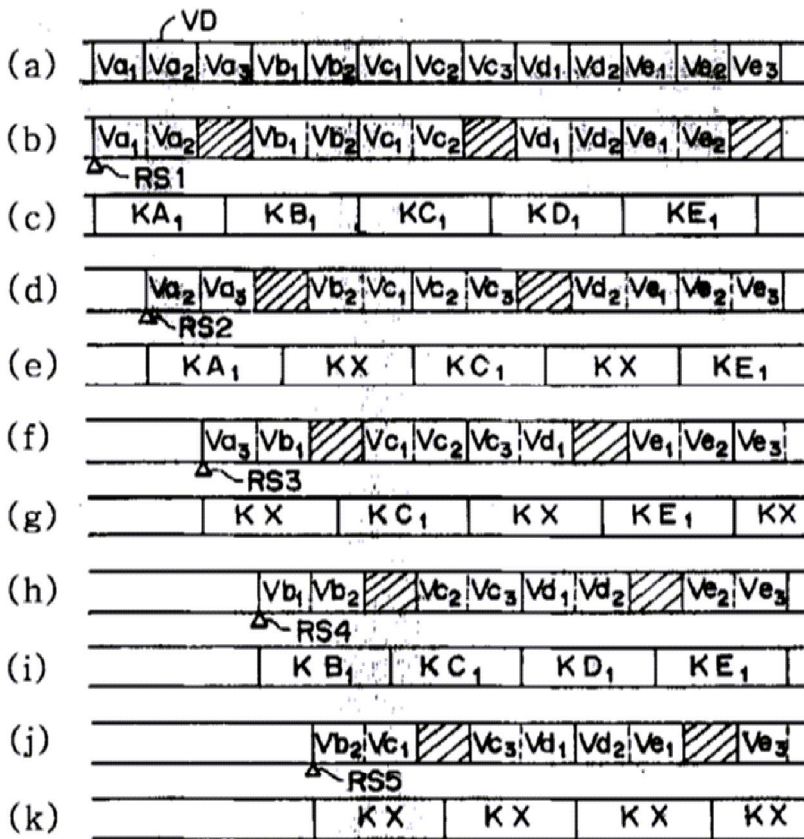 VD
(a) Va₁ Va₂ Va₃ Vb₁ Vb₂ Vc₁ Vc₂ Vc₃ Vd₁ Vd₂ Ve₁ Ve₂ Ve₃
(b) Va₁ Va₂ Vb₁ Vb₂ Vc₁ Vc₂ Vd₁ Vd₂ Ve₁ Ve₂
RS1
(c) KA₁ KB₁ KC₁ KD₁ KE₁
(d) Va₂ Va₃ Vb₂ Vc₁ Vc₂ Vc₃ Vd₂ Ve₁ Ve₂ Ve₃
RS2
(e) KA₁ KX KC₁ KX KE₁
(f) Va₃ Vb₁ Vc₁ Vc₂ Vc₃ Vd₁ Ve₁ Ve₂ Ve₃
RS3
(g) KX KC₁ KX KE₁ KX
(h) Vb₁ Vb₂ Vc₂ Vc₃ Vd₁ Vd₂ Ve₂ Ve₃
RS4
(i) KB₁ KC₁ KD₁ KE₁
(j) Vb₂ Vc₁ Vc₃ Vd₁ Vd₂ Ve₁ Ve₃
RS5
(k) KX KX KX KX